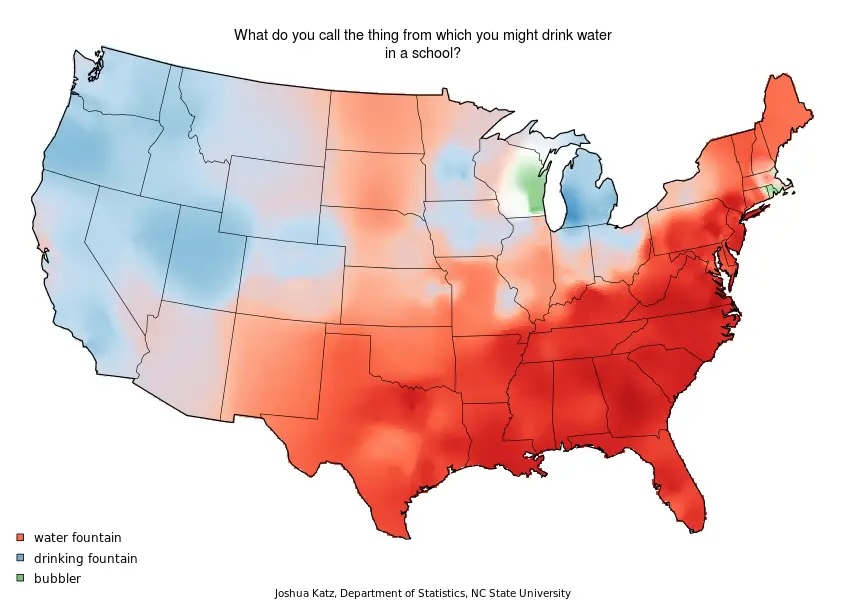 What do you call the thing from which you might drink water
in a school?
water fountain
drinking fountain
bubbler
Joshua Katz, Department of Statistics, NC State University